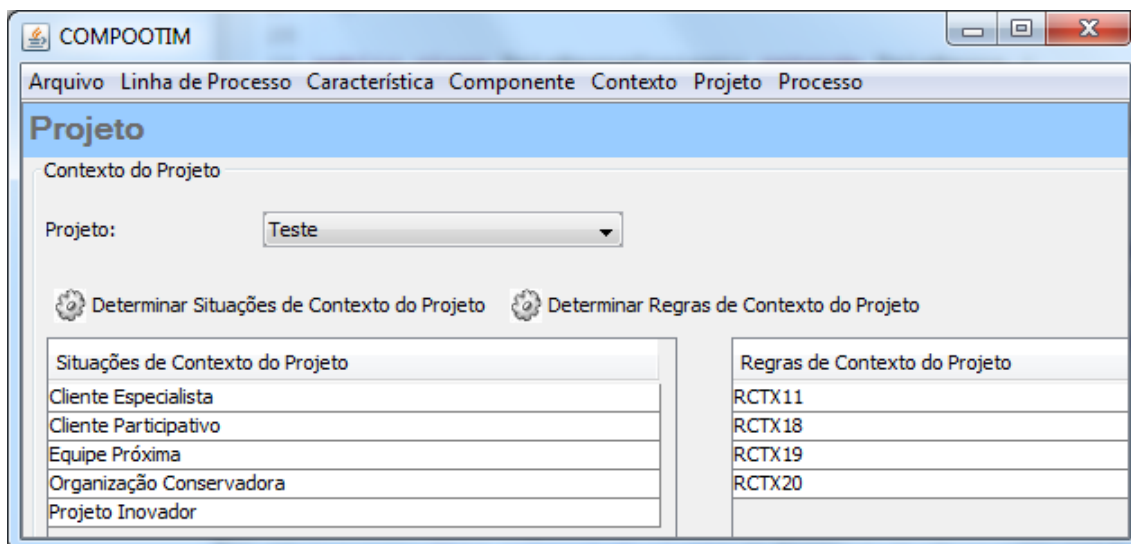 COMPOOTIM
Arquivo Linha de Processo Característica Componente Contexto Projeto Processo
Projeto
Contexto do Projeto
Projeto: Teste
Determinar Situações de Contexto do Projeto Determinar Regras de Contexto do Projeto
Situações de Contexto do Projeto Regras de Contexto do Projeto
Cliente Especialista RCTX11
Cliente Participativo RCTX18
Equipe Próxima RCTX19
Organização Conservadora RCTX20
Projeto Inovador